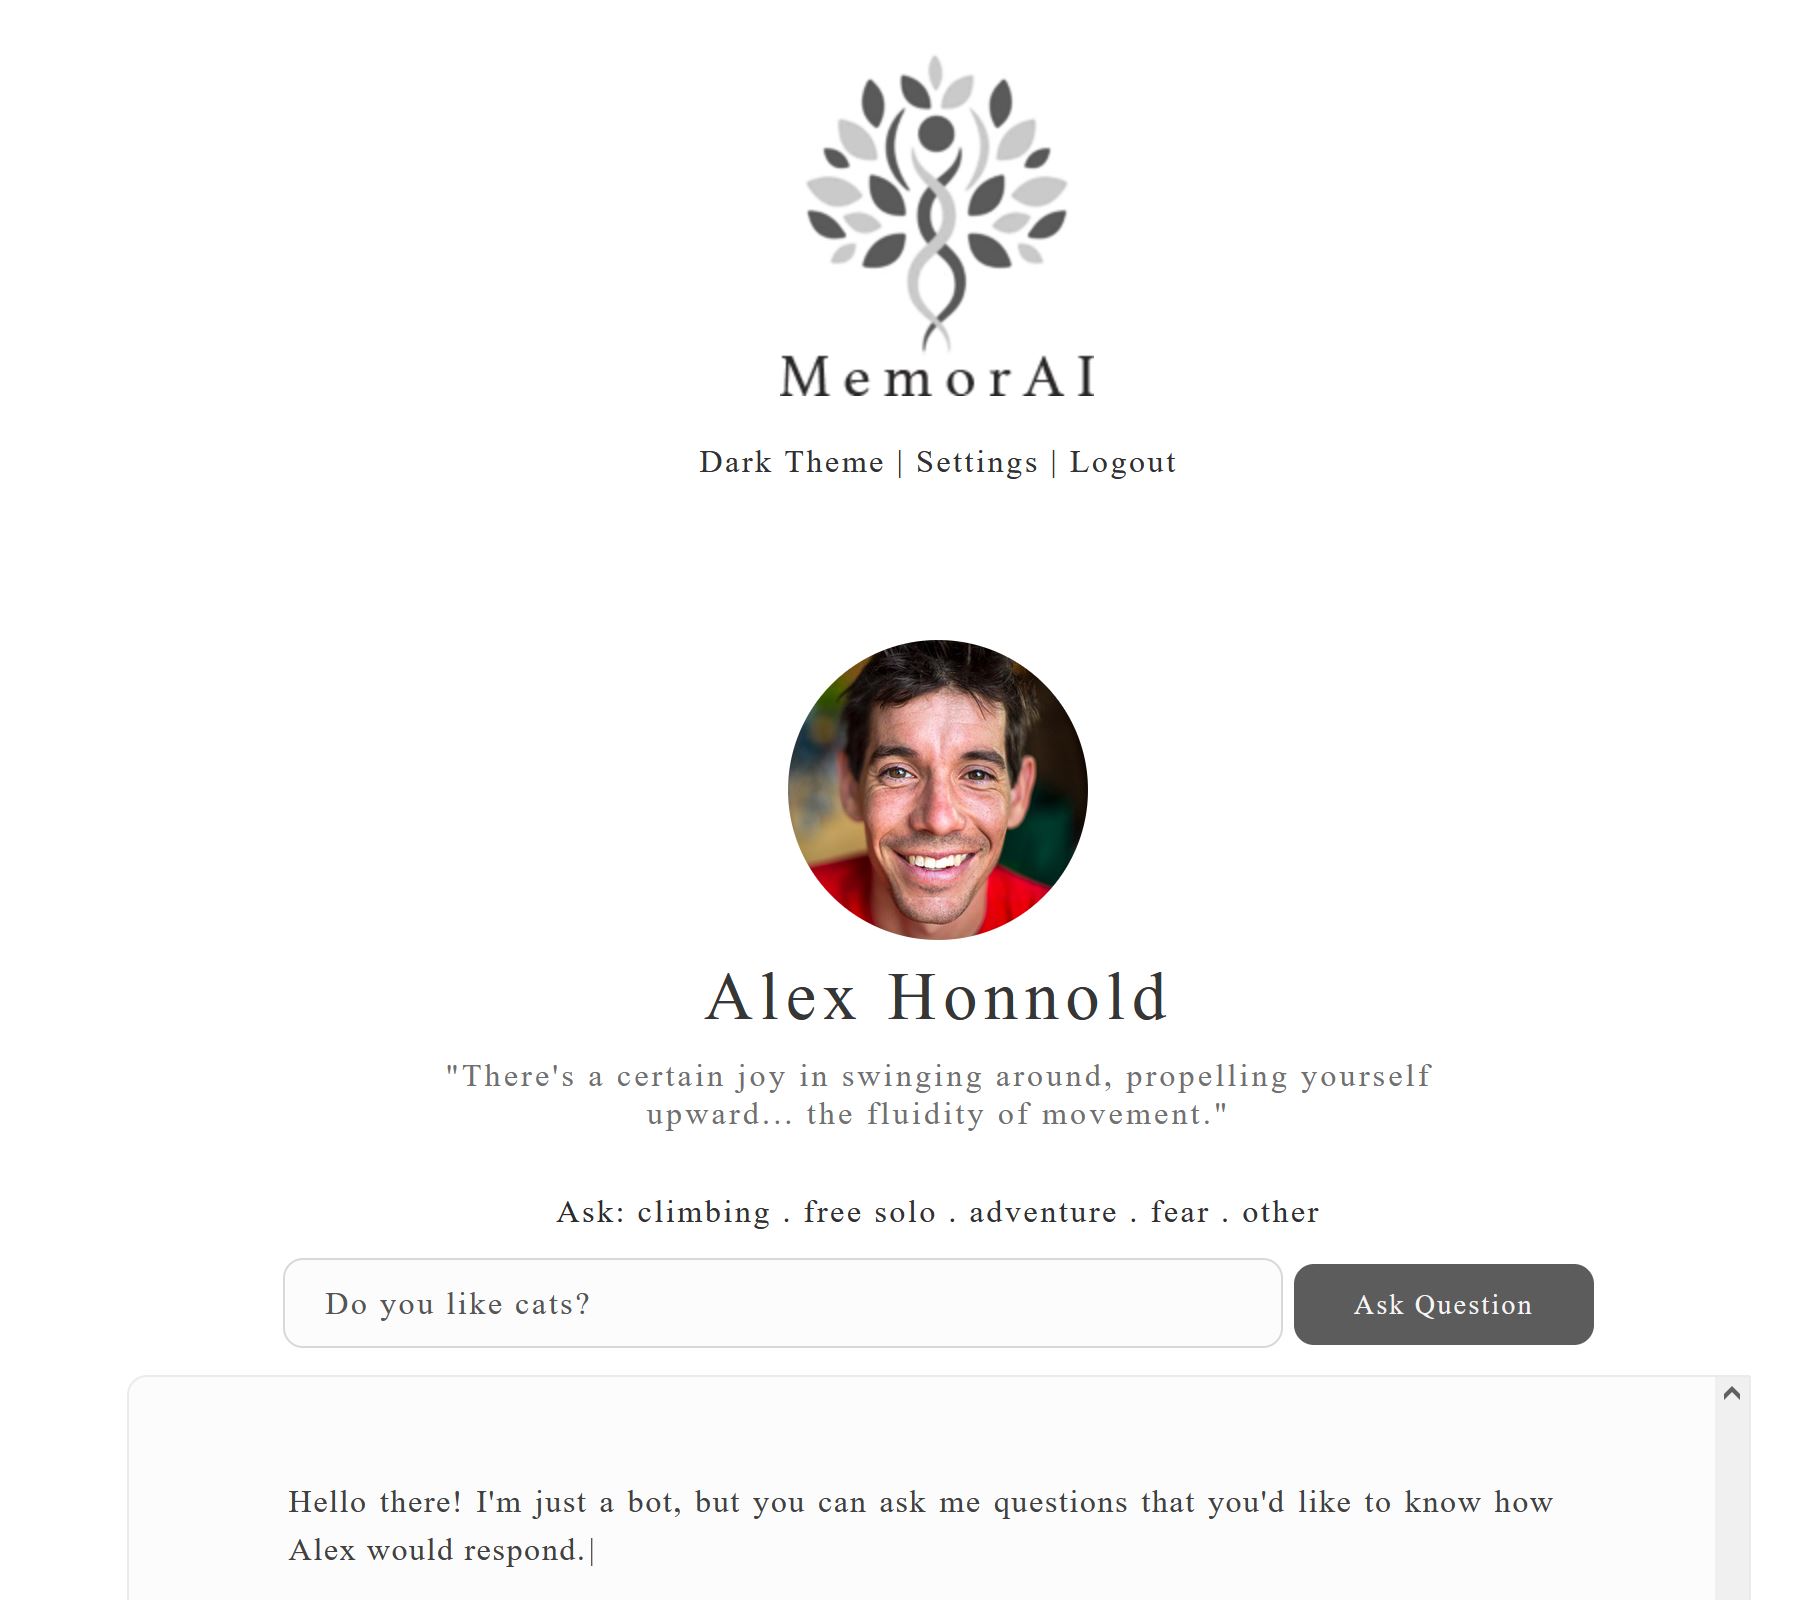 MemorAI
Dark Theme | Settings | Logout
Alex Honnold
"There's a certain joy in swinging around, propelling yourself
upward... the fluidity of movement."
Ask: climbing . free solo . adventure . fear . other
Do you like cats?
Ask Question
Hello there! I'm just a bot, but you can ask me questions that you'd like to know how
Alex would respond.|